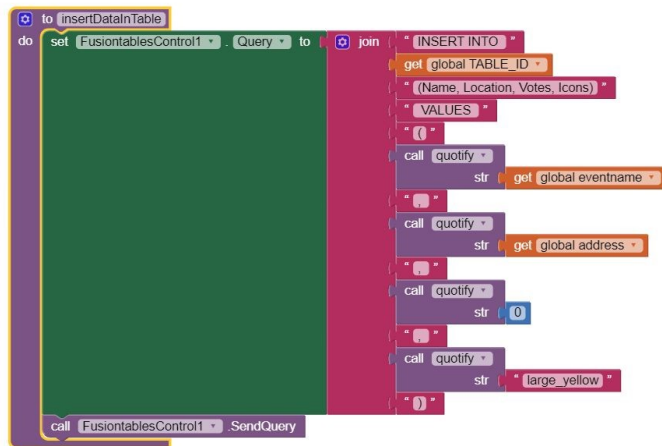 to insertDataInTable
do set FusiontablesControl1 . Query to join " INSERT INTO "
get global TABLE_ID
" (Name, Location, Votes, Icons) "
" VALUES "
" ( "
call quotify
str get global eventname
" , "
call quotify
str get global address
" , "
call quotify
str 0
" , "
call quotify
str " large_yellow "
" ) "
call FusiontablesControl1 .SendQuery